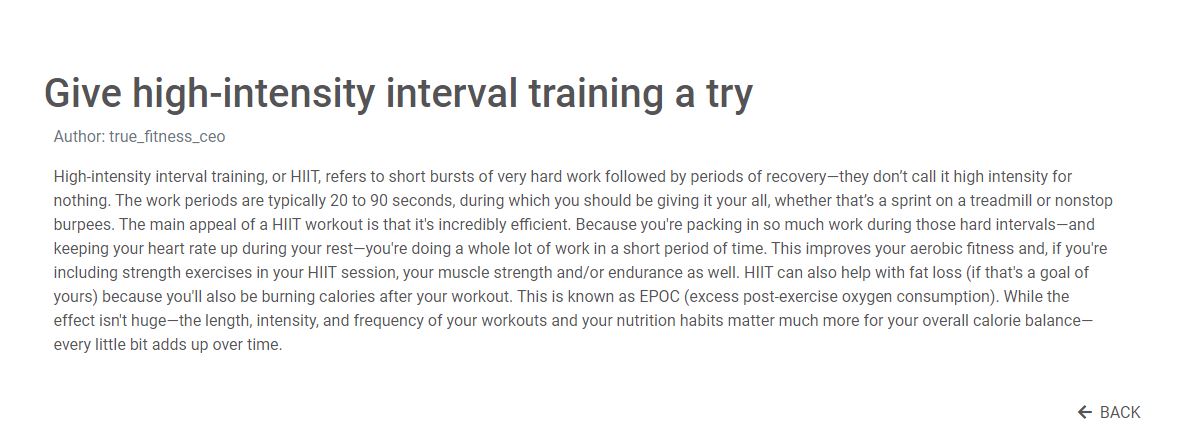 Give high-intensity interval training a try
Author: true_fitness_ceo
High-intensity interval training, or HIIT, refers to short bursts of very hard work followed by periods of recovery—they don’t call it high intensity for
nothing. The work periods are typically 20 to 90 seconds, during which you should be giving it your all, whether that’s a sprint on a treadmill or nonstop
burpees. The main appeal of a HIIT workout is that it's incredibly efficient. Because you're packing in so much work during those hard intervals—and
keeping your heart rate up during your rest—you're doing a whole lot of work in a short period of time. This improves your aerobic fitness and, if you're
including strength exercises in your HIIT session, your muscle strength and/or endurance as well. HIIT can also help with fat loss (if that's a goal of
yours) because you'll also be burning calories after your workout. This is known as EPOC (excess post-exercise oxygen consumption). While the
effect isn't huge—the length, intensity, and frequency of your workouts and your nutrition habits matter much more for your overall calorie balance—
every little bit adds up over time.
← BACK